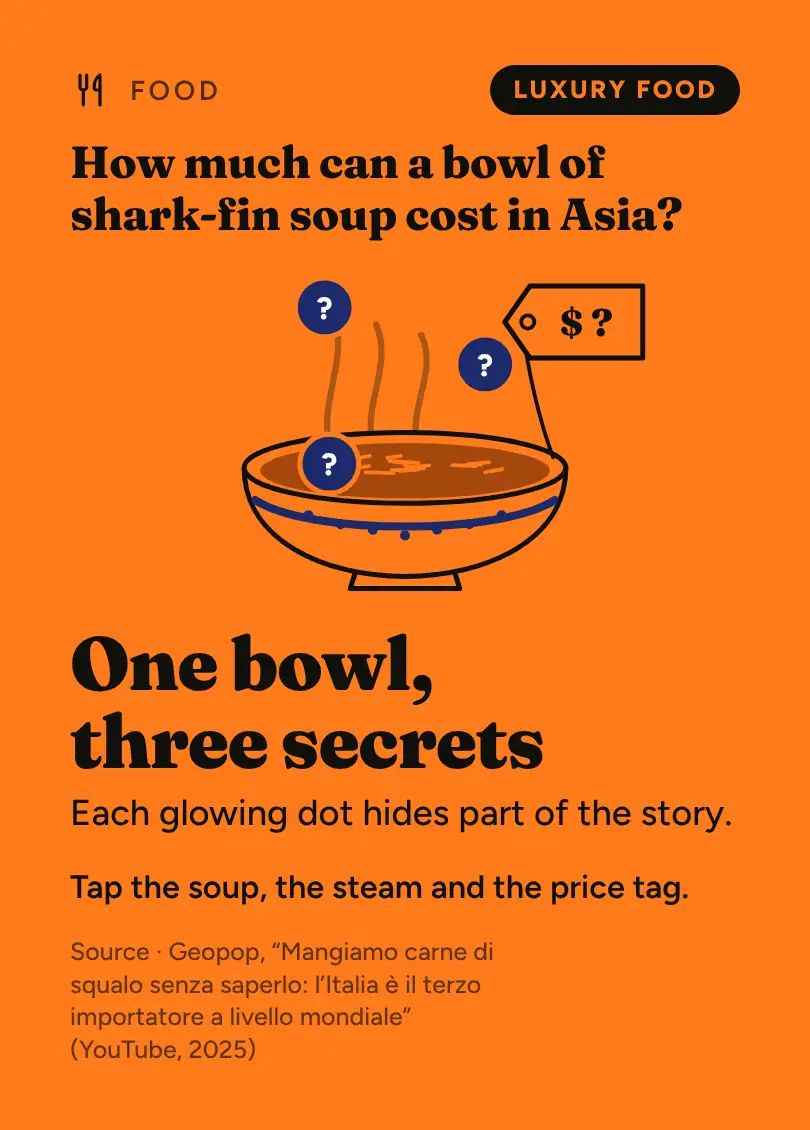 FOOD
LUXURY FOOD
How much can a bowl of
shark-fin soup cost in Asia?
?
$ ?
?
?
One bowl,
three secrets
Each glowing dot hides part of the story.
Tap the soup, the steam and the price tag.
Source · Geopop, “Mangiamo carne di
squalo senza saperlo: l’Italia è il terzo
importatore a livello mondiale”
(YouTube, 2025)